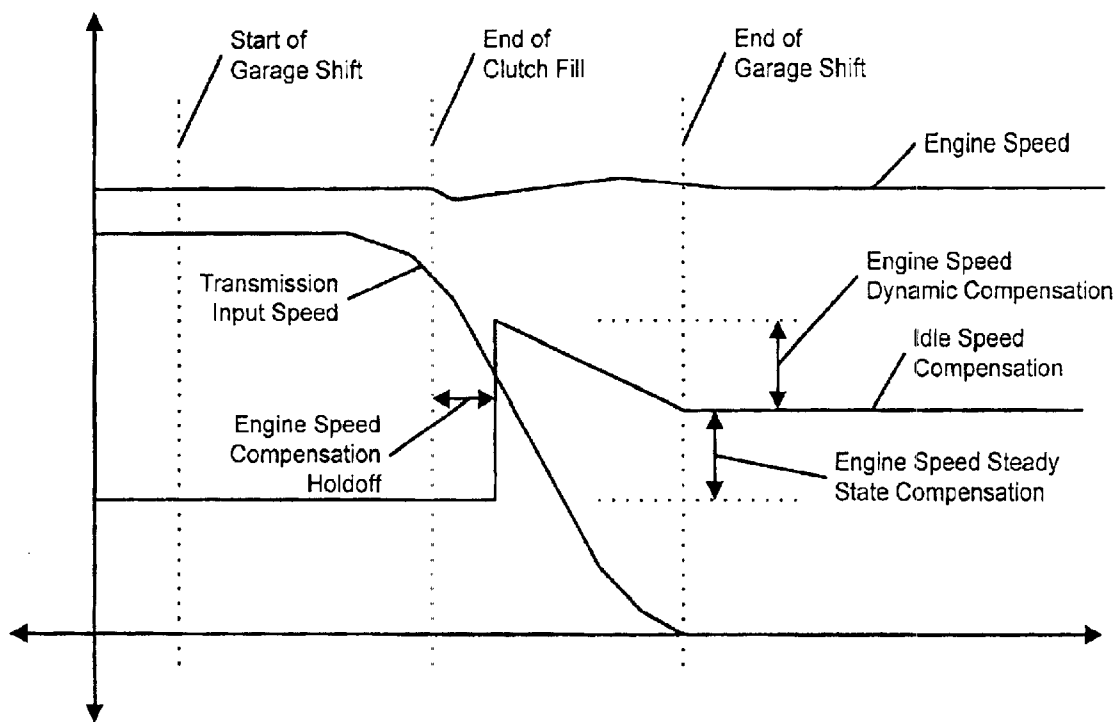 Start of
Garage Shift
End of
Clutch Fill
End of
Garage Shift
Engine Speed
Transmission
Input Speed
Engine Speed
Dynamic Compensation
Idle Speed
Compensation
Engine Speed
Compensation
Holdoff
Engine Speed Steady
State Compensation